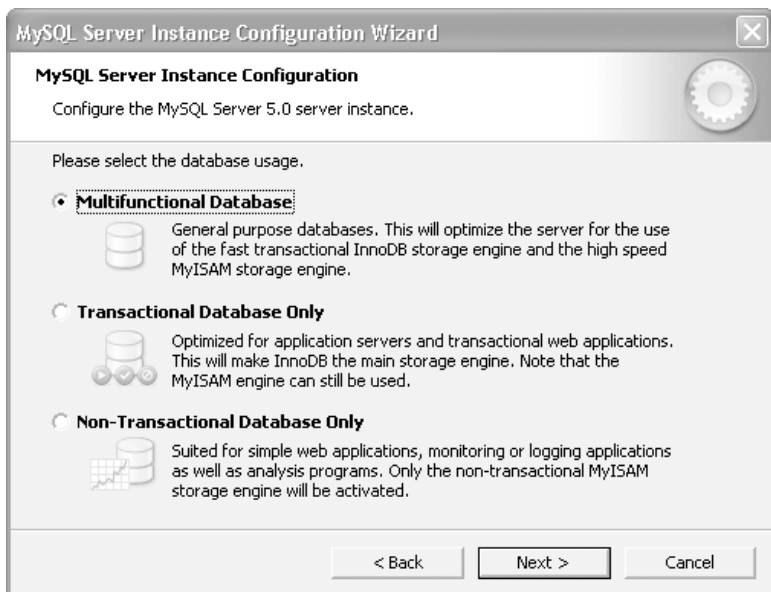 MySQL Server Instance Configuration Wizard
MySQL Server Instance Configuration
Configure the MySQL Server 5.0 server instance.
Please select the database usage.
Multifunctional Database
General purpose databases. This will optimize the server for the use
of the fast transactional InnoDB storage engine and the high speed
MyISAM storage engine.
Transactional Database Only
Optimized for application servers and transactional web applications.
This will make InnoDB the main storage engine. Note that the
MyISAM engine can still be used.
Non-Transactional Database Only
Suited for simple web applications, monitoring or logging applications
as well as analysis programs. Only the non-transactional MyISAM
storage engine will be activated.
< Back Next > Cancel